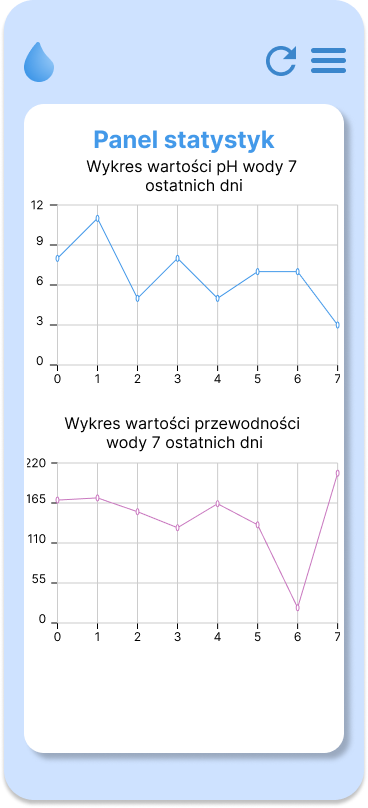 Panel statystyk
Wykres wartości pH wody 7
ostatnich dni
12
9
6
3
0
0 1 2 3 4 5 6 7
Wykres wartości przewodności
wody 7 ostatnich dni
220
165
110
55
0
0 1 2 3 4 5 6 7